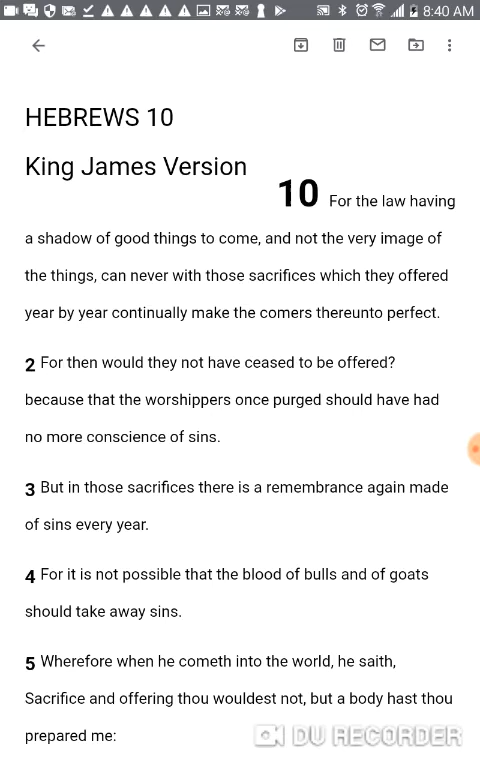 8:40 AM
HEBREWS 10
King James Version
10 For the law having
a shadow of good things to come, and not the very image of
the things, can never with those sacrifices which they offered
year by year continually make the comers thereunto perfect.
2 For then would they not have ceased to be offered?
because that the worshippers once purged should have had
no more conscience of sins.
3 But in those sacrifices there is a remembrance again made
of sins every year.
4 For it is not possible that the blood of bulls and of goats
should take away sins.
5 Wherefore when he cometh into the world, he saith,
Sacrifice and offering thou wouldest not, but a body hast thou
prepared me:
DU RECORDER